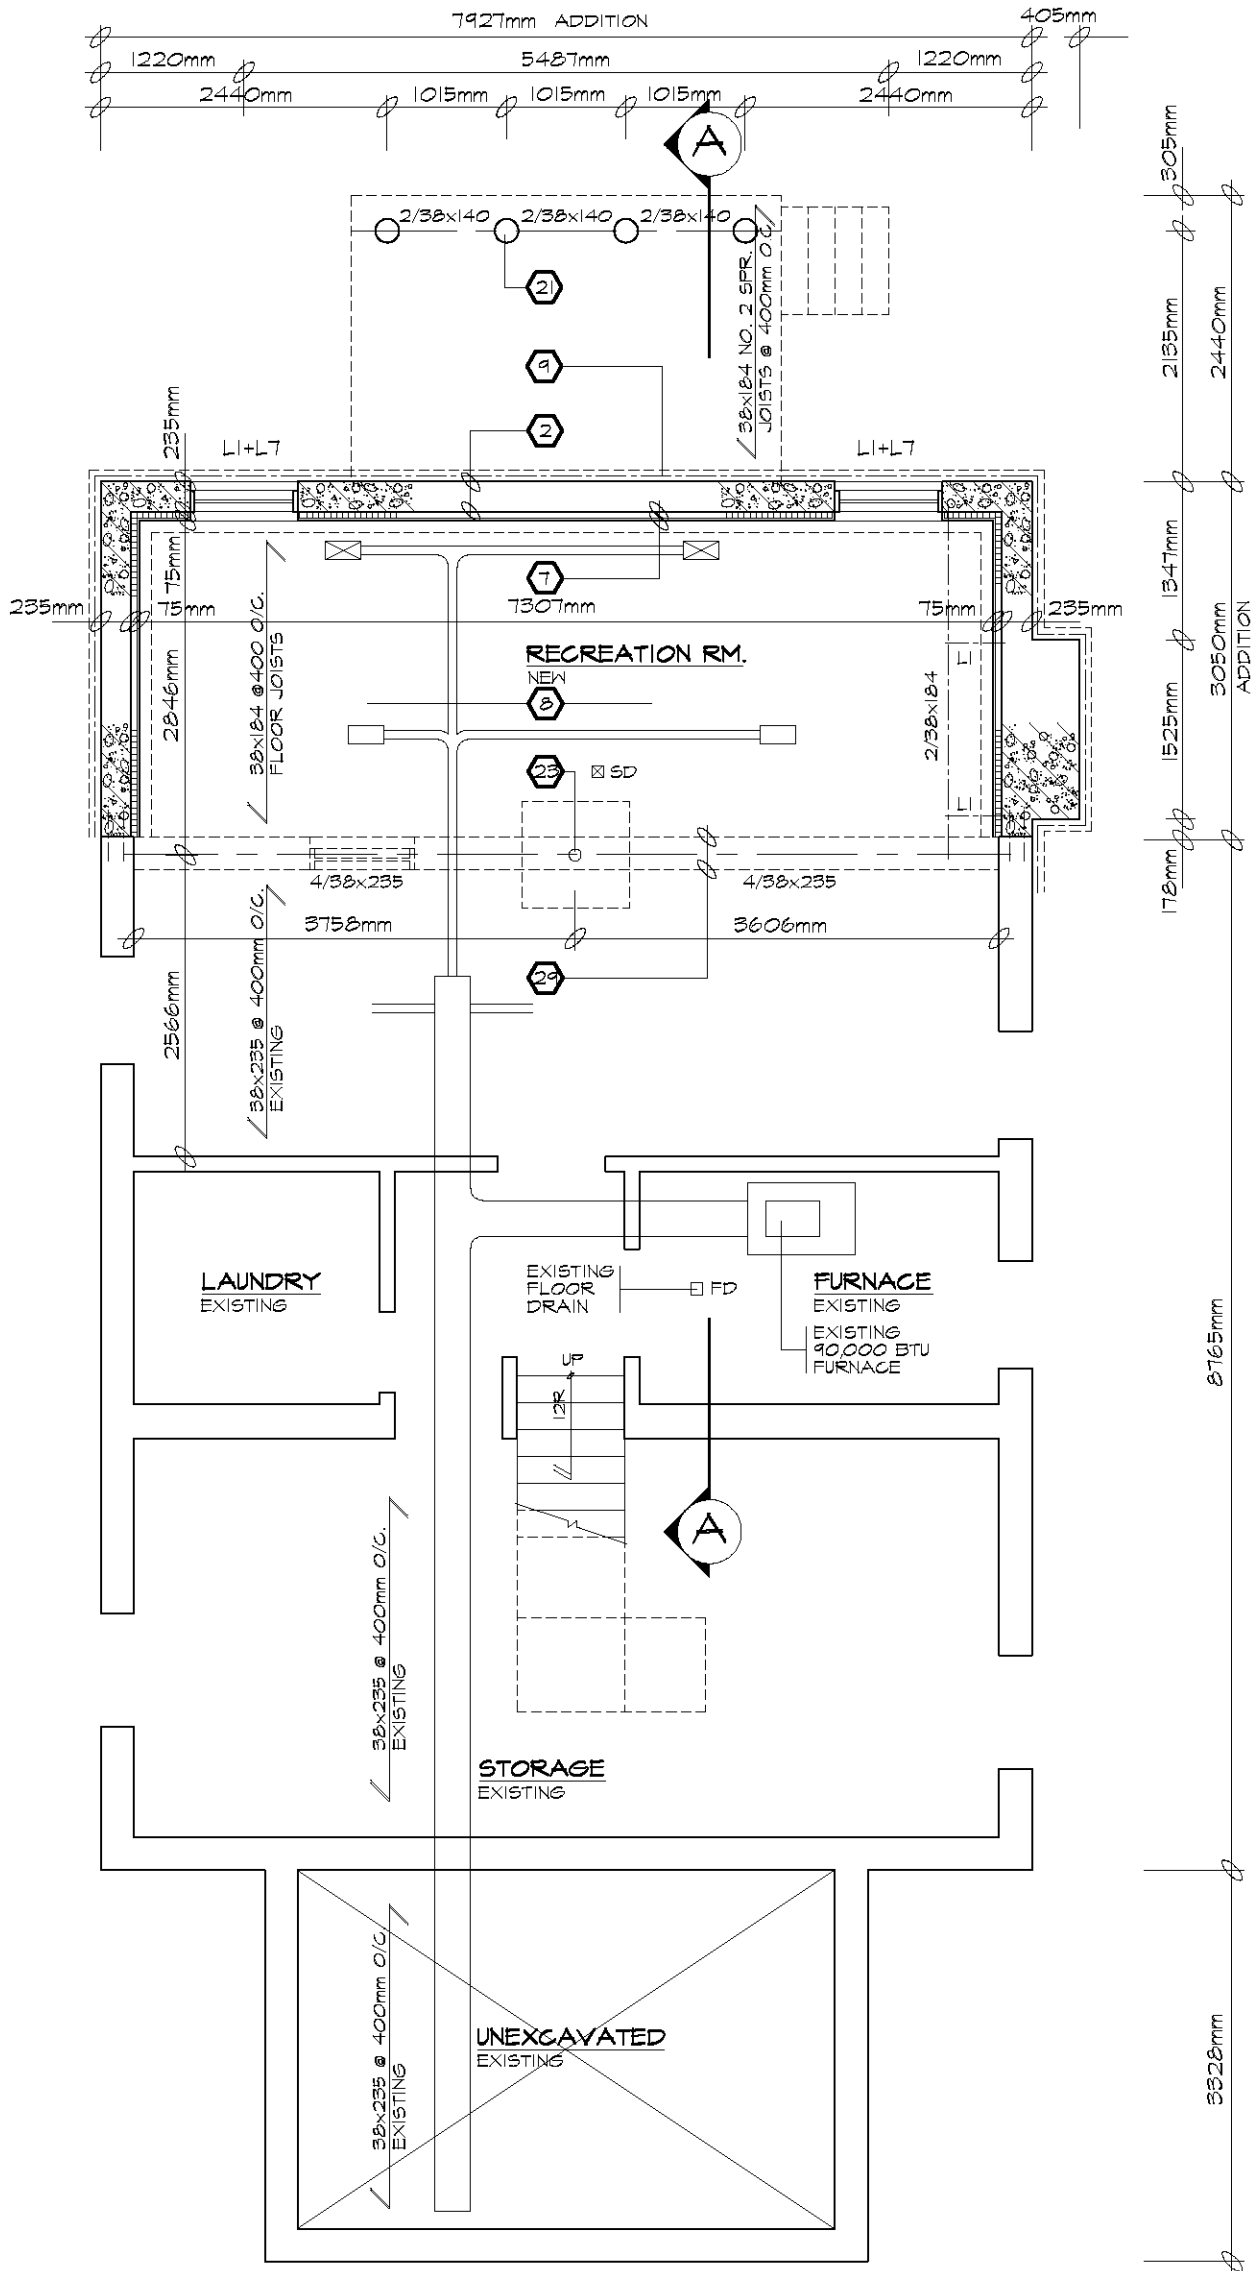 7927mm ADDITION
405mm
1220mm
5487mm
1220mm
2440mm
1015mm
1015mm
1015mm
2440mm
A
305mm
2/38x140
2/38x140
2/38x140
21
38x184 NO. 2 SPR.
JOISTS @ 400mm O.C.
2135mm
2440mm
9
2
235mm
L1+L7
L1+L7
75mm
7
1347mm
235mm
75mm
7307mm
75mm
235mm
38x184 @400 O/C.
FLOOR JOISTS
RECREATION RM.
NEW
8
L1
2846mm
2/38x184
3050mm
ADDITION
1525mm
23
SD
L1
4/38x235
4/38x235
178mm
3758mm
3606mm
29
38x235 @ 400mm O/C.
EXISTING
2566mm
LAUNDRY
EXISTING
EXISTING
FLOOR
DRAIN
FD
FURNACE
EXISTING
EXISTING
90,000 BTU
FURNACE
UP
12R
8765mm
A
38x235 @ 400mm O/C.
EXISTING
STORAGE
EXISTING
38x235 @ 400mm O/C
EXISTING
UNEXCAVATED
EXISTING
3328mm